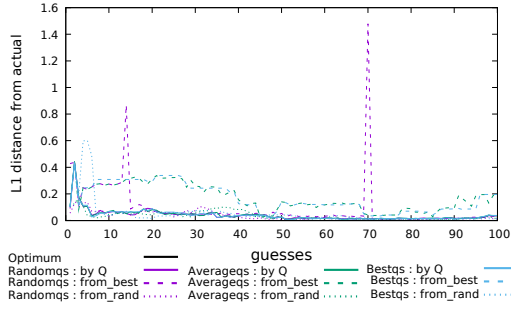 1.6
1.4
1.2
1
0.8
0.6
0.4
0.2
0
L1 distance from actual
0 10 20 30 40 50 60 70 80 90 100
guesses
Optimum
Randomqs : by Q Averageqs : by Q Bestqs : by Q
Randomqs : from_best Averageqs : from_best Bestqs : from_best
Randomqs : from_rand Averageqs : from_rand Bestqs : from_rand